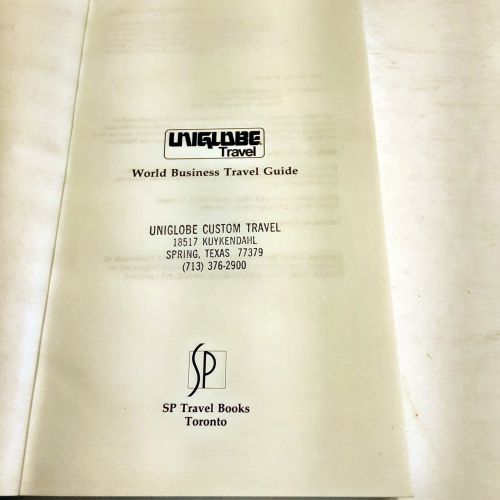 UNIGLOBE
Travel
World Business Travel Guide
UNIGLOBE CUSTOM TRAVEL
18517 KUYKENDAHL
SPRING, TEXAS 77379
(713) 376-2900
SP
SP Travel Books
Toronto